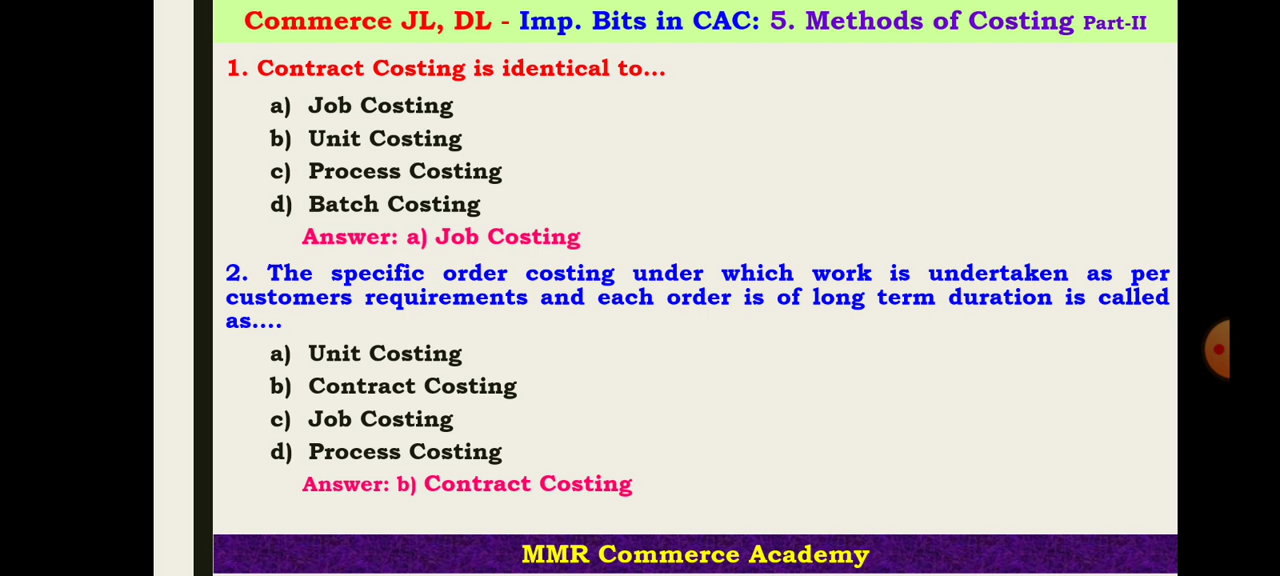 Commerce JL, DL - Imp. Bits in CAC: 5. Methods of Costing Part-II
1. Contract Costing is identical to...
a) Job Costing
b) Unit Costing
c) Process Costing
d) Batch Costing
Answer: a) Job Costing
2. The specific order costing under which work is undertaken as per
customers requirements and each order is of long term duration is called
as....
a) Unit Costing
b) Contract Costing
c) Job Costing
d) Process Costing
Answer: b) Contract Costing
MMR Commerce Academy